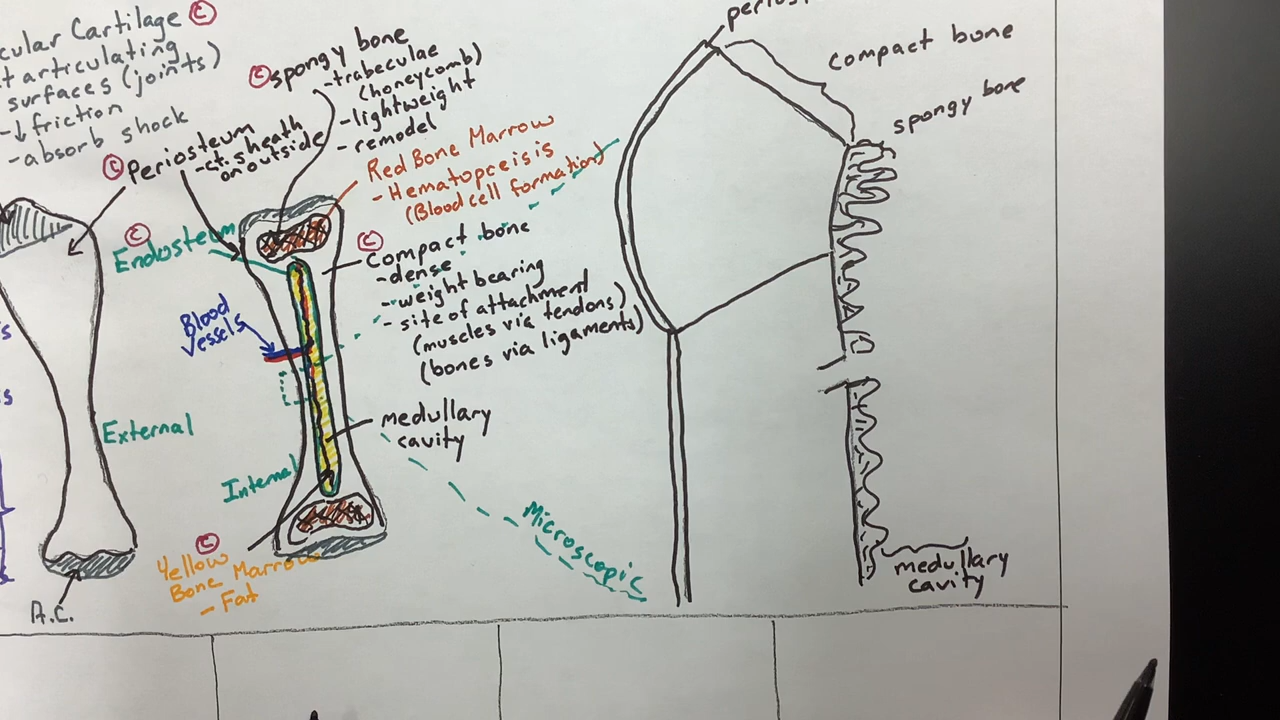 cular Cartilage ©
t articulating
surfaces (joints)
-↓ friction
- absorb shock
© Periosteum
- c.t. sheath
on outside
© spongy bone
- trabeculae
(honeycomb)
- lightweight
- remodel
Red Bone Marrow
- Hematopoeisis
(Blood cell formation)
©
Endosteum
© Compact bone
- dense
- weight bearing
- site of attachment
(muscles via tendons)
(bones via ligaments)
Blood
Vessels
medullary
cavity
External
Internal
©
Yellow
Bone Marrow
- Fat
A.C.
Microscopic
periost
compact bone
spongy bone
medullary
cavity